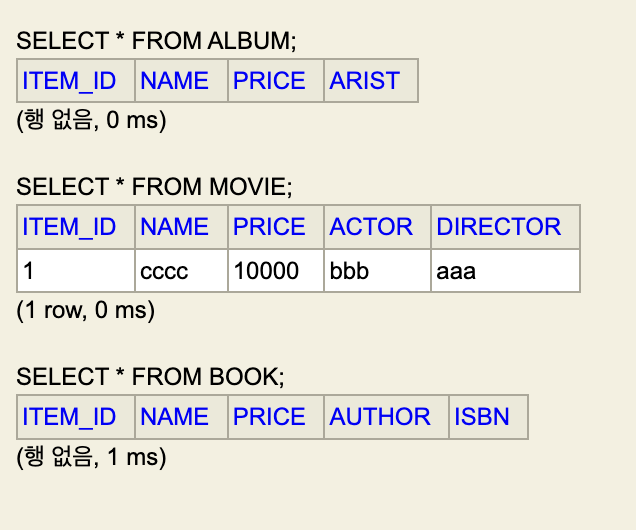 SELECT * FROM ALBUM;
ITEM_ID NAME PRICE ARIST
(행 없음, 0 ms)
SELECT * FROM MOVIE;
ITEM_ID NAME PRICE ACTOR DIRECTOR
1 cccc 10000 bbb aaa
(1 row, 0 ms)
SELECT * FROM BOOK;
ITEM_ID NAME PRICE AUTHOR ISBN
(행 없음, 1 ms)